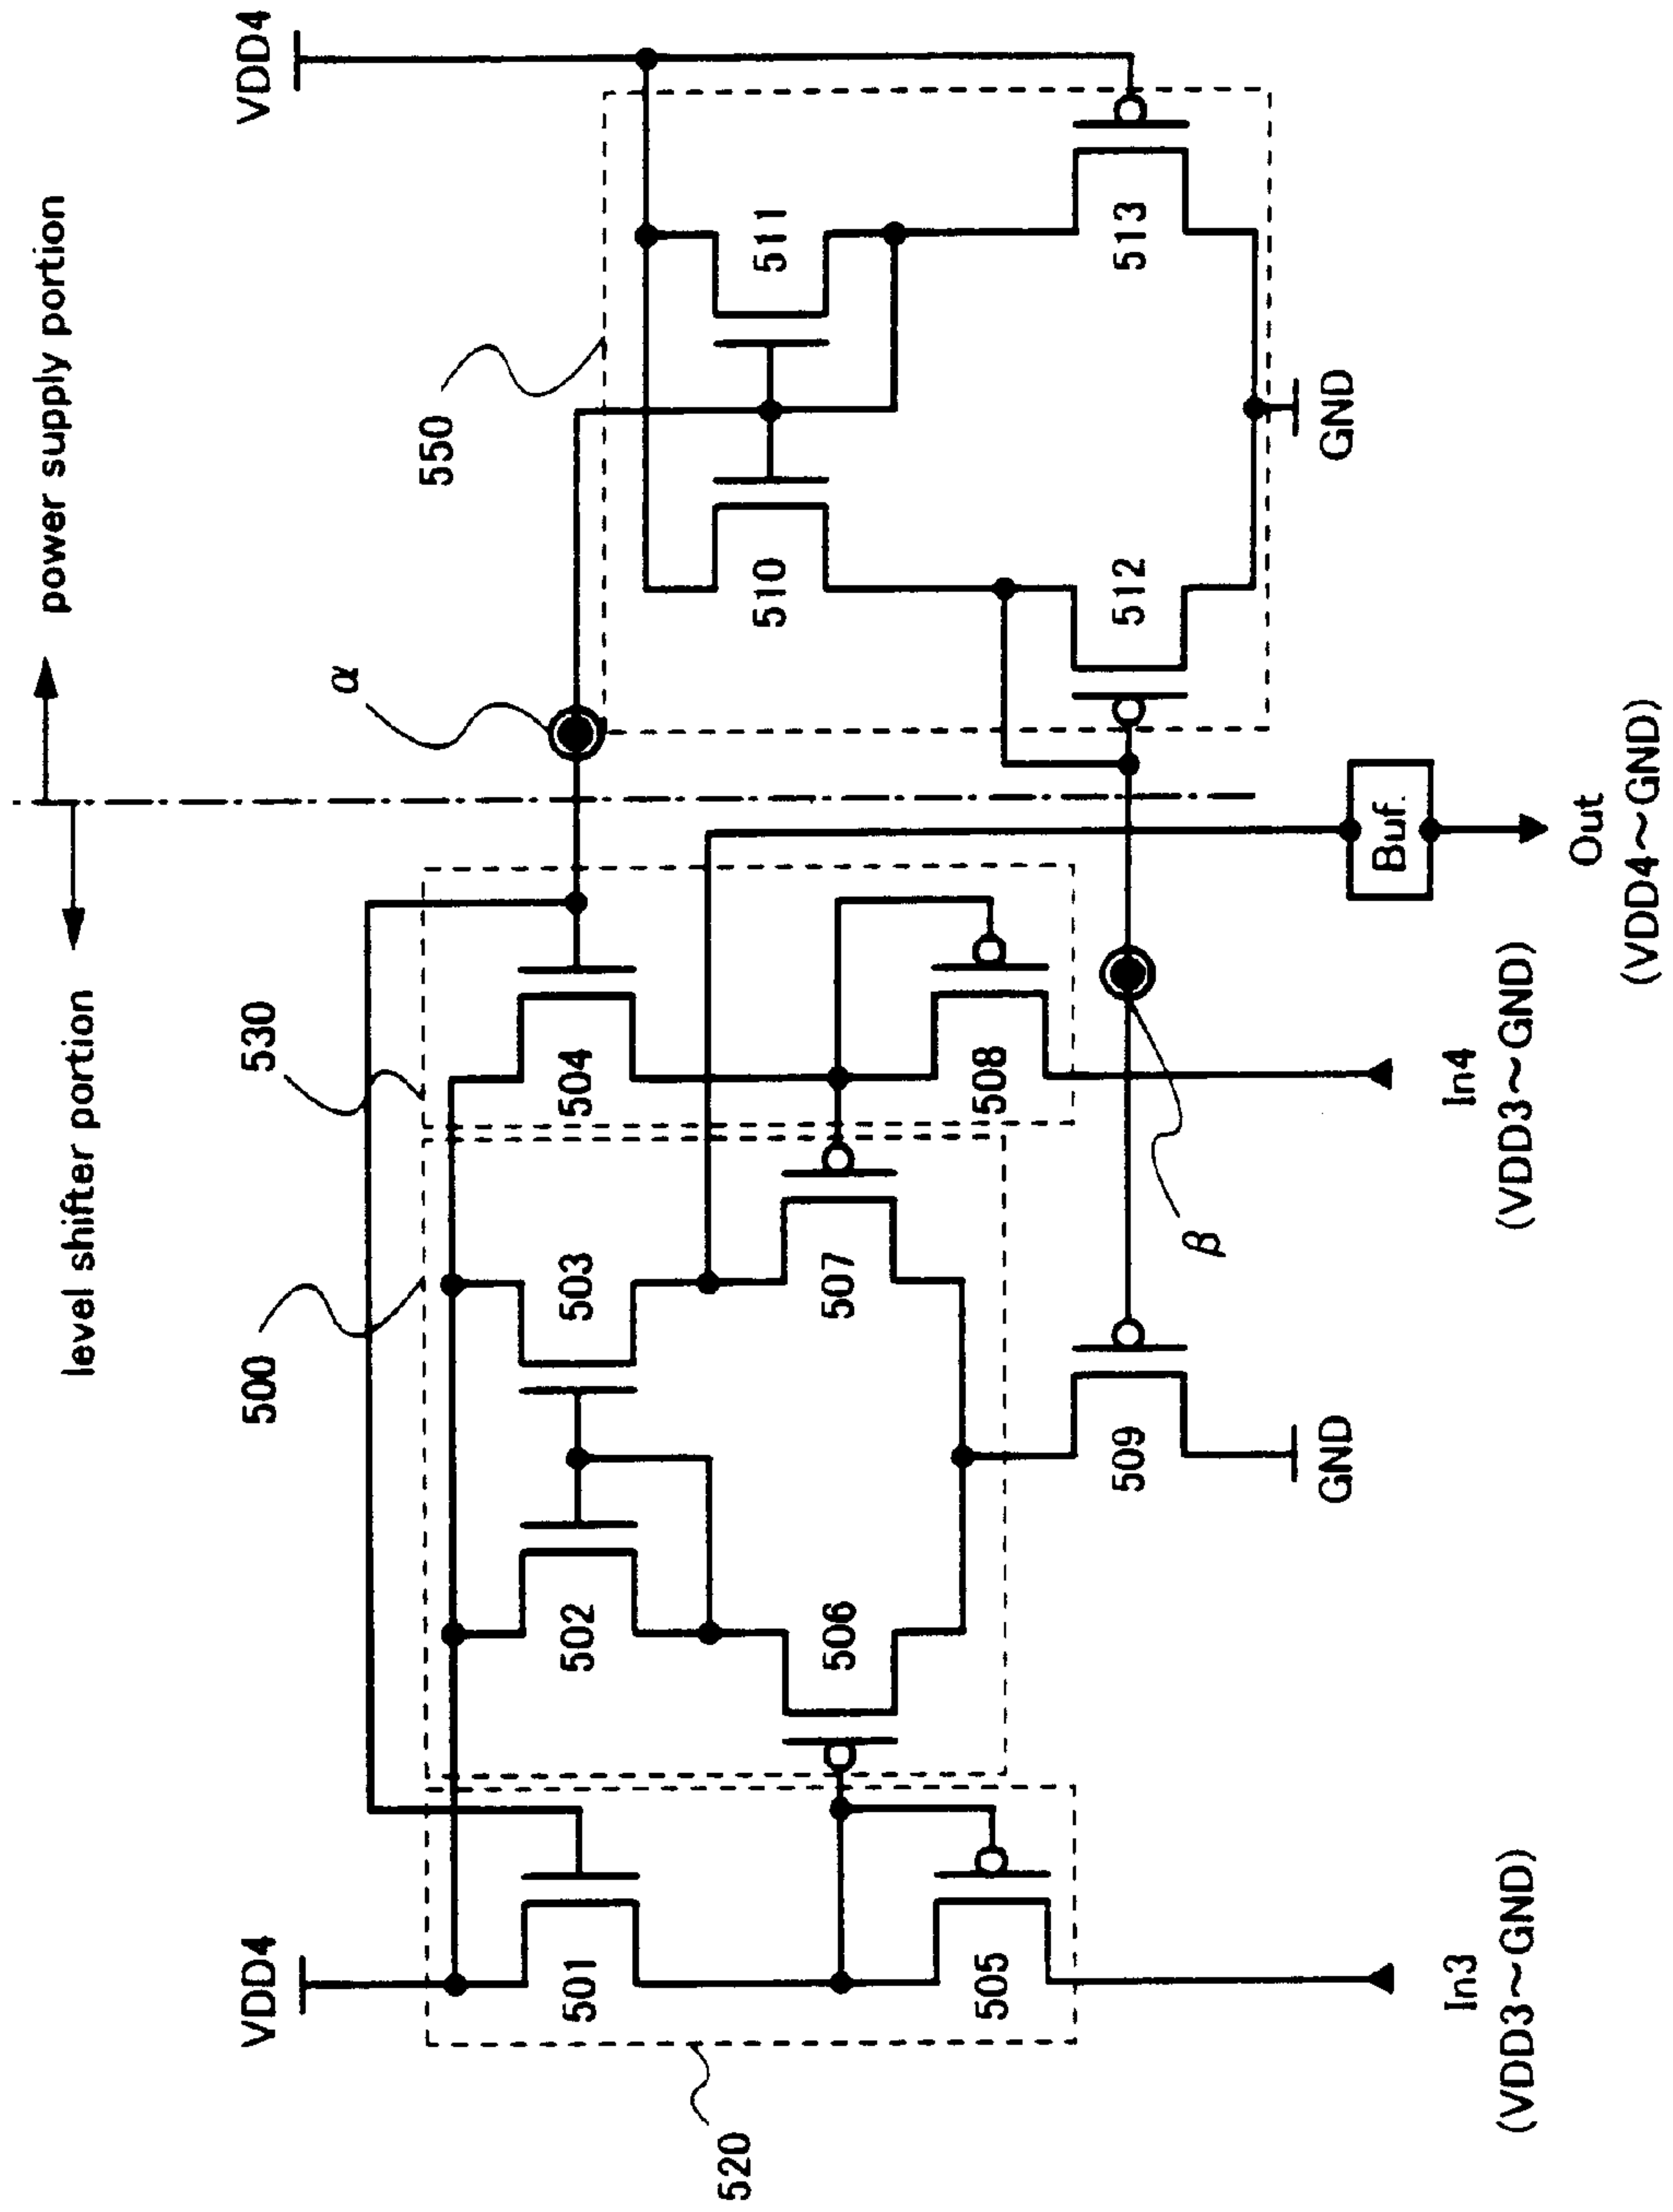 level shifter portion
power supply portion
VDD4
500
530
α
550
VDD4
501
502
503
504
510
511
505
506
507
508
509
512
513
520
β
GND
GND
Buf.
In3
(VDD3~GND)
In4
(VDD3~GND)
Out
(VDD4~GND)